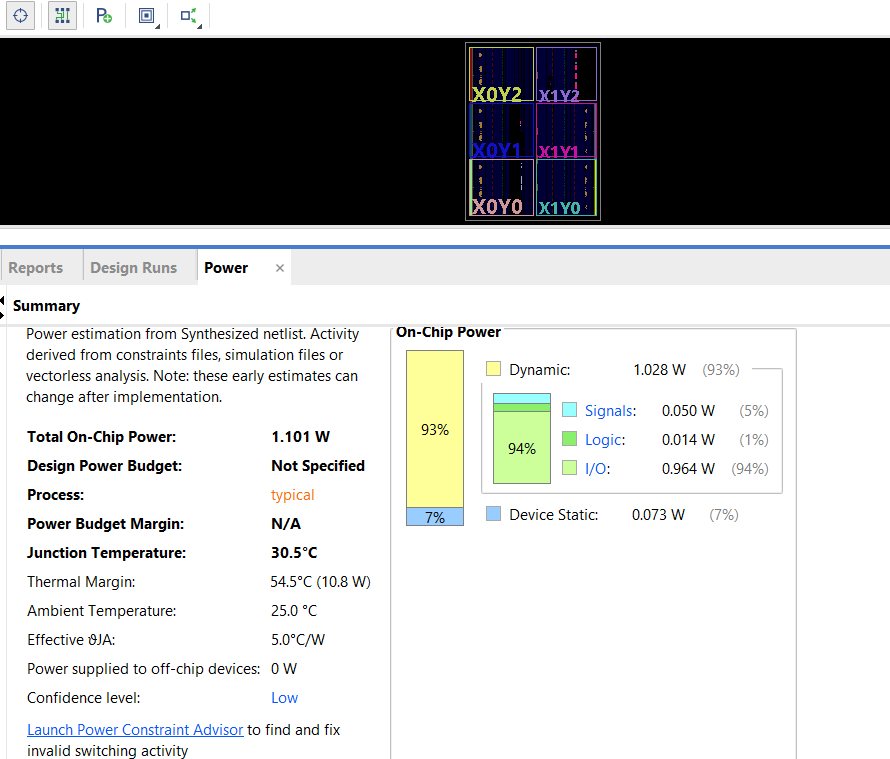 X0Y2 X1Y2
X0Y1 X1Y1
X0Y0 X1Y0
Reports Design Runs Power ×
Summary
Power estimation from Synthesized netlist. Activity
derived from constraints files, simulation files or
vectorless analysis. Note: these early estimates can
change after implementation.
Total On-Chip Power: 1.101 W
Design Power Budget: Not Specified
Process: typical
Power Budget Margin: N/A
Junction Temperature: 30.5°C
Thermal Margin: 54.5°C (10.8 W)
Ambient Temperature: 25.0 °C
Effective ϑJA: 5.0°C/W
Power supplied to off-chip devices: 0 W
Confidence level: Low
Launch Power Constraint Advisor to find and fix
invalid switching activity
On-Chip Power
93%
7%
Dynamic: 1.028 W (93%)
94%
Signals: 0.050 W (5%)
Logic: 0.014 W (1%)
I/O: 0.964 W (94%)
Device Static: 0.073 W (7%)